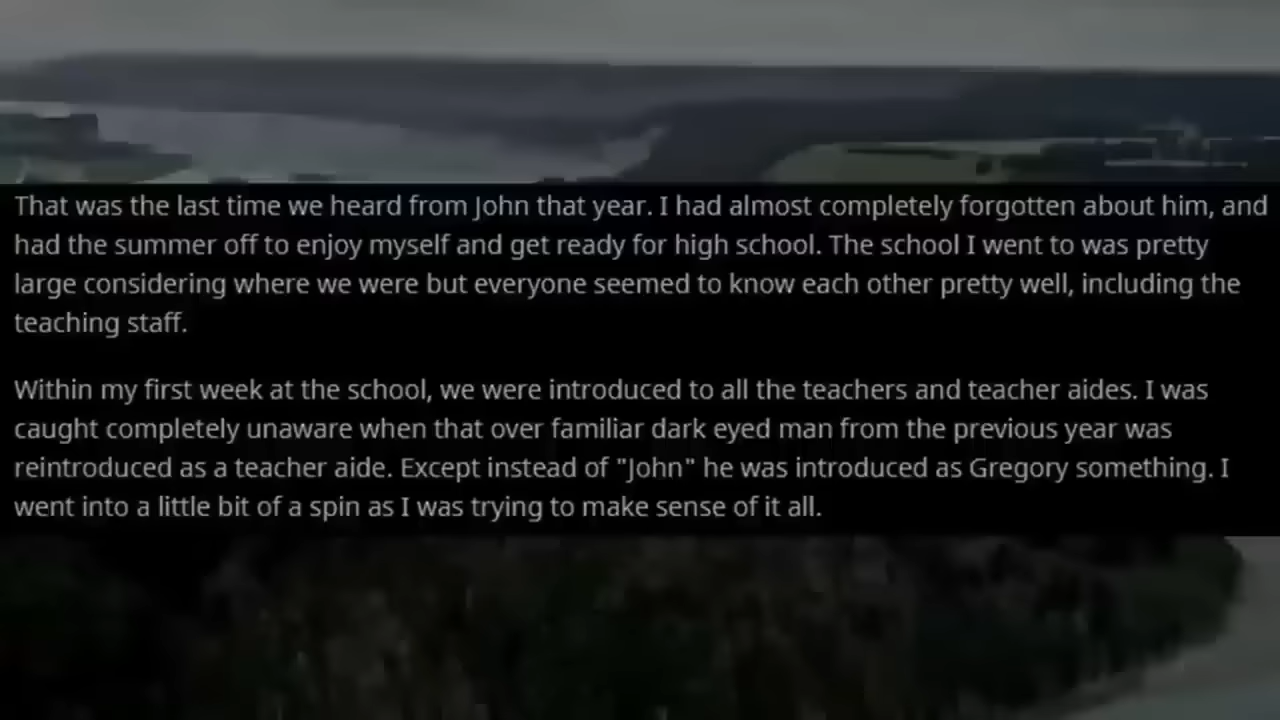 That was the last time we heard from John that year. I had almost completely forgotten about him, and
had the summer off to enjoy myself and get ready for high school. The school I went to was pretty
large considering where we were but everyone seemed to know each other pretty well, including the
teaching staff.
Within my first week at the school, we were introduced to all the teachers and teacher aides. I was
caught completely unaware when that over familiar dark eyed man from the previous year was
reintroduced as a teacher aide. Except instead of "John" he was introduced as Gregory something. I
went into a little bit of a spin as I was trying to make sense of it all.